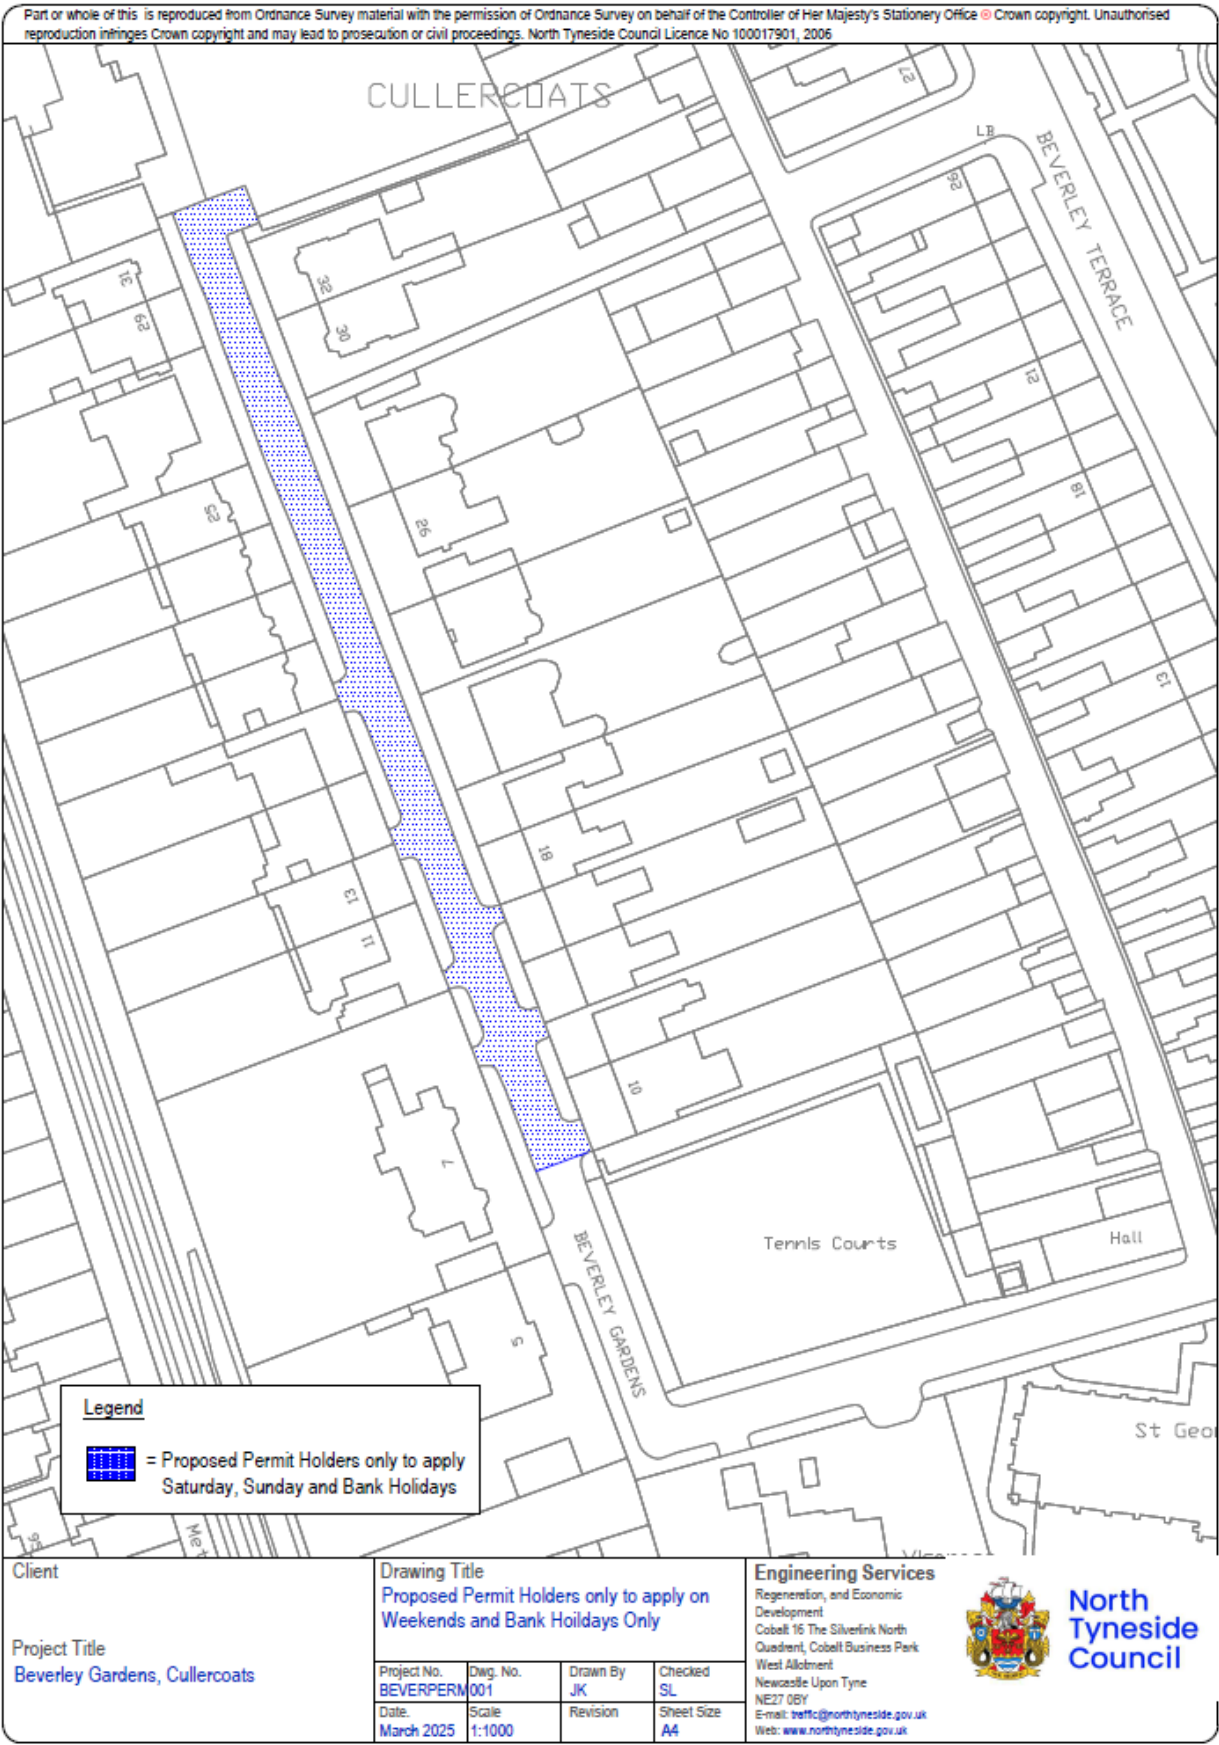 Part or whole of this is reproduced from Ordnance Survey material with the permission of Ordnance Survey on behalf of the Controller of Her Majesty's Stationery Office © Crown copyright. Unauthorised
reproduction infringes Crown copyright and may lead to prosecution or civil proceedings. North Tyneside Council Licence No 100017901, 2006
CULLERCOATS
27
LB
BEVERLEY TERRACE
26
31
32
29
30
21
25
26
18
13
18
13
11
10
7
Tennis Courts
Hall
BEVERLEY GARDENS
5
St Geo
Legend
= Proposed Permit Holders only to apply
Saturday, Sunday and Bank Holidays
Met
Client
Project Title
Beverley Gardens, Cullercoats
Drawing Title
Proposed Permit Holders only to apply on
Weekends and Bank Hoildays Only
Project No.
BEVERPERM
Dwg. No.
001
Drawn By
JK
Checked
SL
Date.
March 2025
Scale
1:1000
Revision
Sheet Size
A4
Engineering Services
Regeneration, and Economic
Development
Cobalt 16 The Silverlink North
Quadrant, Cobalt Business Park
West Allotment
Newcastle Upon Tyne
NE27 0BY
E-mail: traffic@northtyneside.gov.uk
Web: www.northtyneside.gov.uk
North
Tyneside
Council